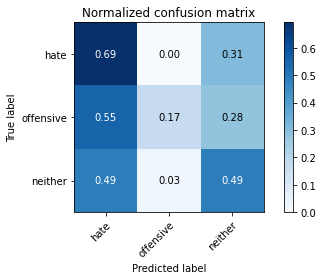 Normalized confusion matrix
hate 0.69 0.00 0.31
offensive 0.55 0.17 0.28
neither 0.49 0.03 0.49
hate offensive neither
True label
Predicted label
0.6
0.5
0.4
0.3
0.2
0.1
0.0